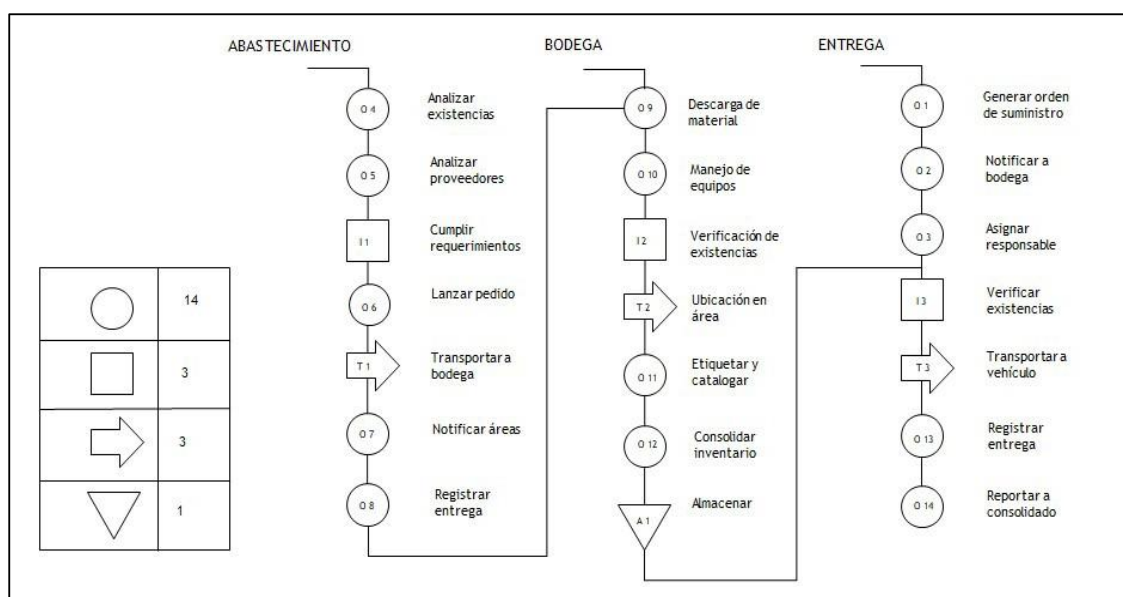 ABASTECIMIENTO
O 4
Analizar
existencias
O 5
Analizar
proveedores
I 1
Cumplir
requerimientos
O 6
Lanzar pedido
T 1
Transportar a
bodega
O 7
Notificar áreas
O 8
Registrar
entrega
BODEGA
O 9
Descarga de
material
O 10
Manejo de
equipos
I 2
Verificación de
existencias
T 2
Ubicación en
área
O 11
Etiquetar y
catalogar
O 12
Consolidar
inventario
A 1
Almacenar
ENTREGA
O 1
Generar orden
de suministro
O 2
Notificar a
bodega
O 3
Asignar
responsable
I 3
Verificar
existencias
T 3
Transportar a
vehículo
O 13
Registrar
entrega
O 14
Reportar a
consolidado
14
3
3
1